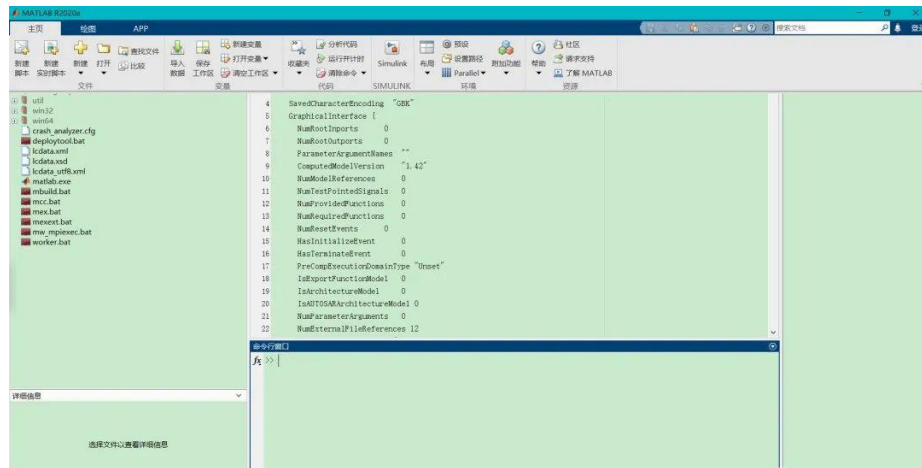 MATLAB R2020a
主页 绘图 APP
搜索文档
登录
新建脚本
新建实时脚本
新建
打开
查找文件
比较
导入数据
保存工作区
新建变量
打开变量
清空工作区
收藏夹
分析代码
运行并计时
清除命令
Simulink
布局
预设
设置路径
Parallel
附加功能
帮助
社区
请求支持
了解 MATLAB
文件 变量 代码 SIMULINK 环境 资源
util
win32
win64
crash_analyzer.cfg
deploytool.bat
lcdata.xml
lcdata.xsd
lcdata_utf8.xml
matlab.exe
mbuild.bat
mcc.bat
mex.bat
mexext.bat
mw_mpiexec.bat
worker.bat
4 SavedCharacterEncoding "GBK"
5 GraphicalInterface {
6 NumRootInports 0
7 NumRootOutports 0
8 ParameterArgumentNames ""
9 ComputedModelVersion "1.42"
10 NumModelReferences 0
11 NumTestPointedSignals 0
12 NumProvidedFunctions 0
13 NumRequiredFunctions 0
14 NumResetEvents 0
15 HasInitializeEvent 0
16 HasTerminateEvent 0
17 PreCompExecutionDomainType "Unset"
18 IsExportFunctionModel 0
19 IsArchitectureModel 0
20 IsAUTOSARArchitectureModel 0
21 NumParameterArguments 0
22 NumExternalFileReferences 12
命令行窗口
fx >>
详细信息
选择文件以查看详细信息